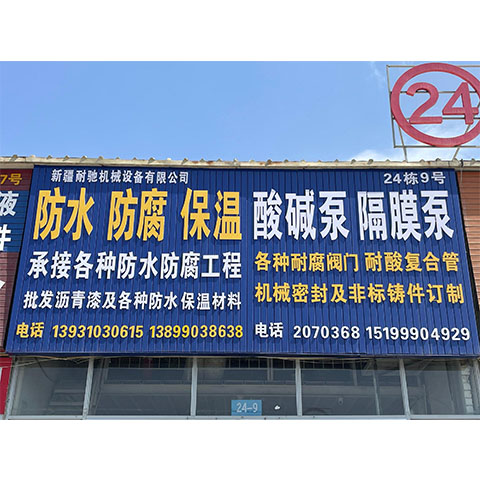 24
7号
新疆耐驰机械设备有限公司
24栋9号
防水 防腐 保温
酸碱泵 隔膜泵
承接各种防水防腐工程
各种耐腐阀门 耐酸复合管
批发沥青漆及各种防水保温材料
机械密封及非标铸件订制
电话 13931030615 13899038638
电话 2070368 15199904929
液
件
24-9